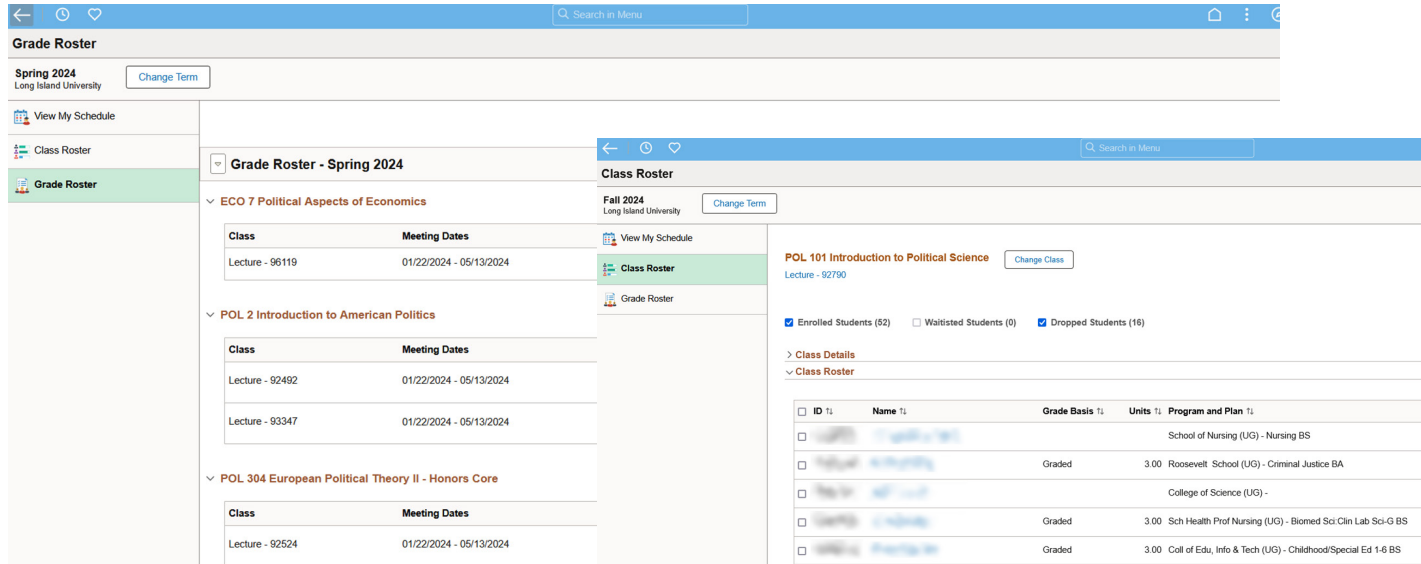 Search in Menu
Grade Roster
Spring 2024
Long Island University
Change Term
View My Schedule
Class Roster
Grade Roster
Grade Roster - Spring 2024
ECO 7 Political Aspects of Economics
Class Meeting Dates
Lecture - 96119 01/22/2024 - 05/13/2024
POL 2 Introduction to American Politics
Class Meeting Dates
Lecture - 92492 01/22/2024 - 05/13/2024
Lecture - 93347 01/22/2024 - 05/13/2024
POL 304 European Political Theory II - Honors Core
Class Meeting Dates
Lecture - 92524 01/22/2024 - 05/13/2024
Search in Menu
Class Roster
Fall 2024
Long Island University
Change Term
View My Schedule
Class Roster
Grade Roster
POL 101 Introduction to Political Science Change Class
Lecture - 92790
Enrolled Students (52) Waitisted Students (0) Dropped Students (16)
Class Details
Class Roster
ID Name Grade Basis Units Program and Plan
School of Nursing (UG) - Nursing BS
Graded 3.00 Roosevelt School (UG) - Criminal Justice BA
College of Science (UG) -
Graded 3.00 Sch Health Prof Nursing (UG) - Biomed Sci:Clin Lab Sci-G BS
Graded 3.00 Coll of Edu, Info & Tech (UG) - Childhood/Special Ed 1-6 BS